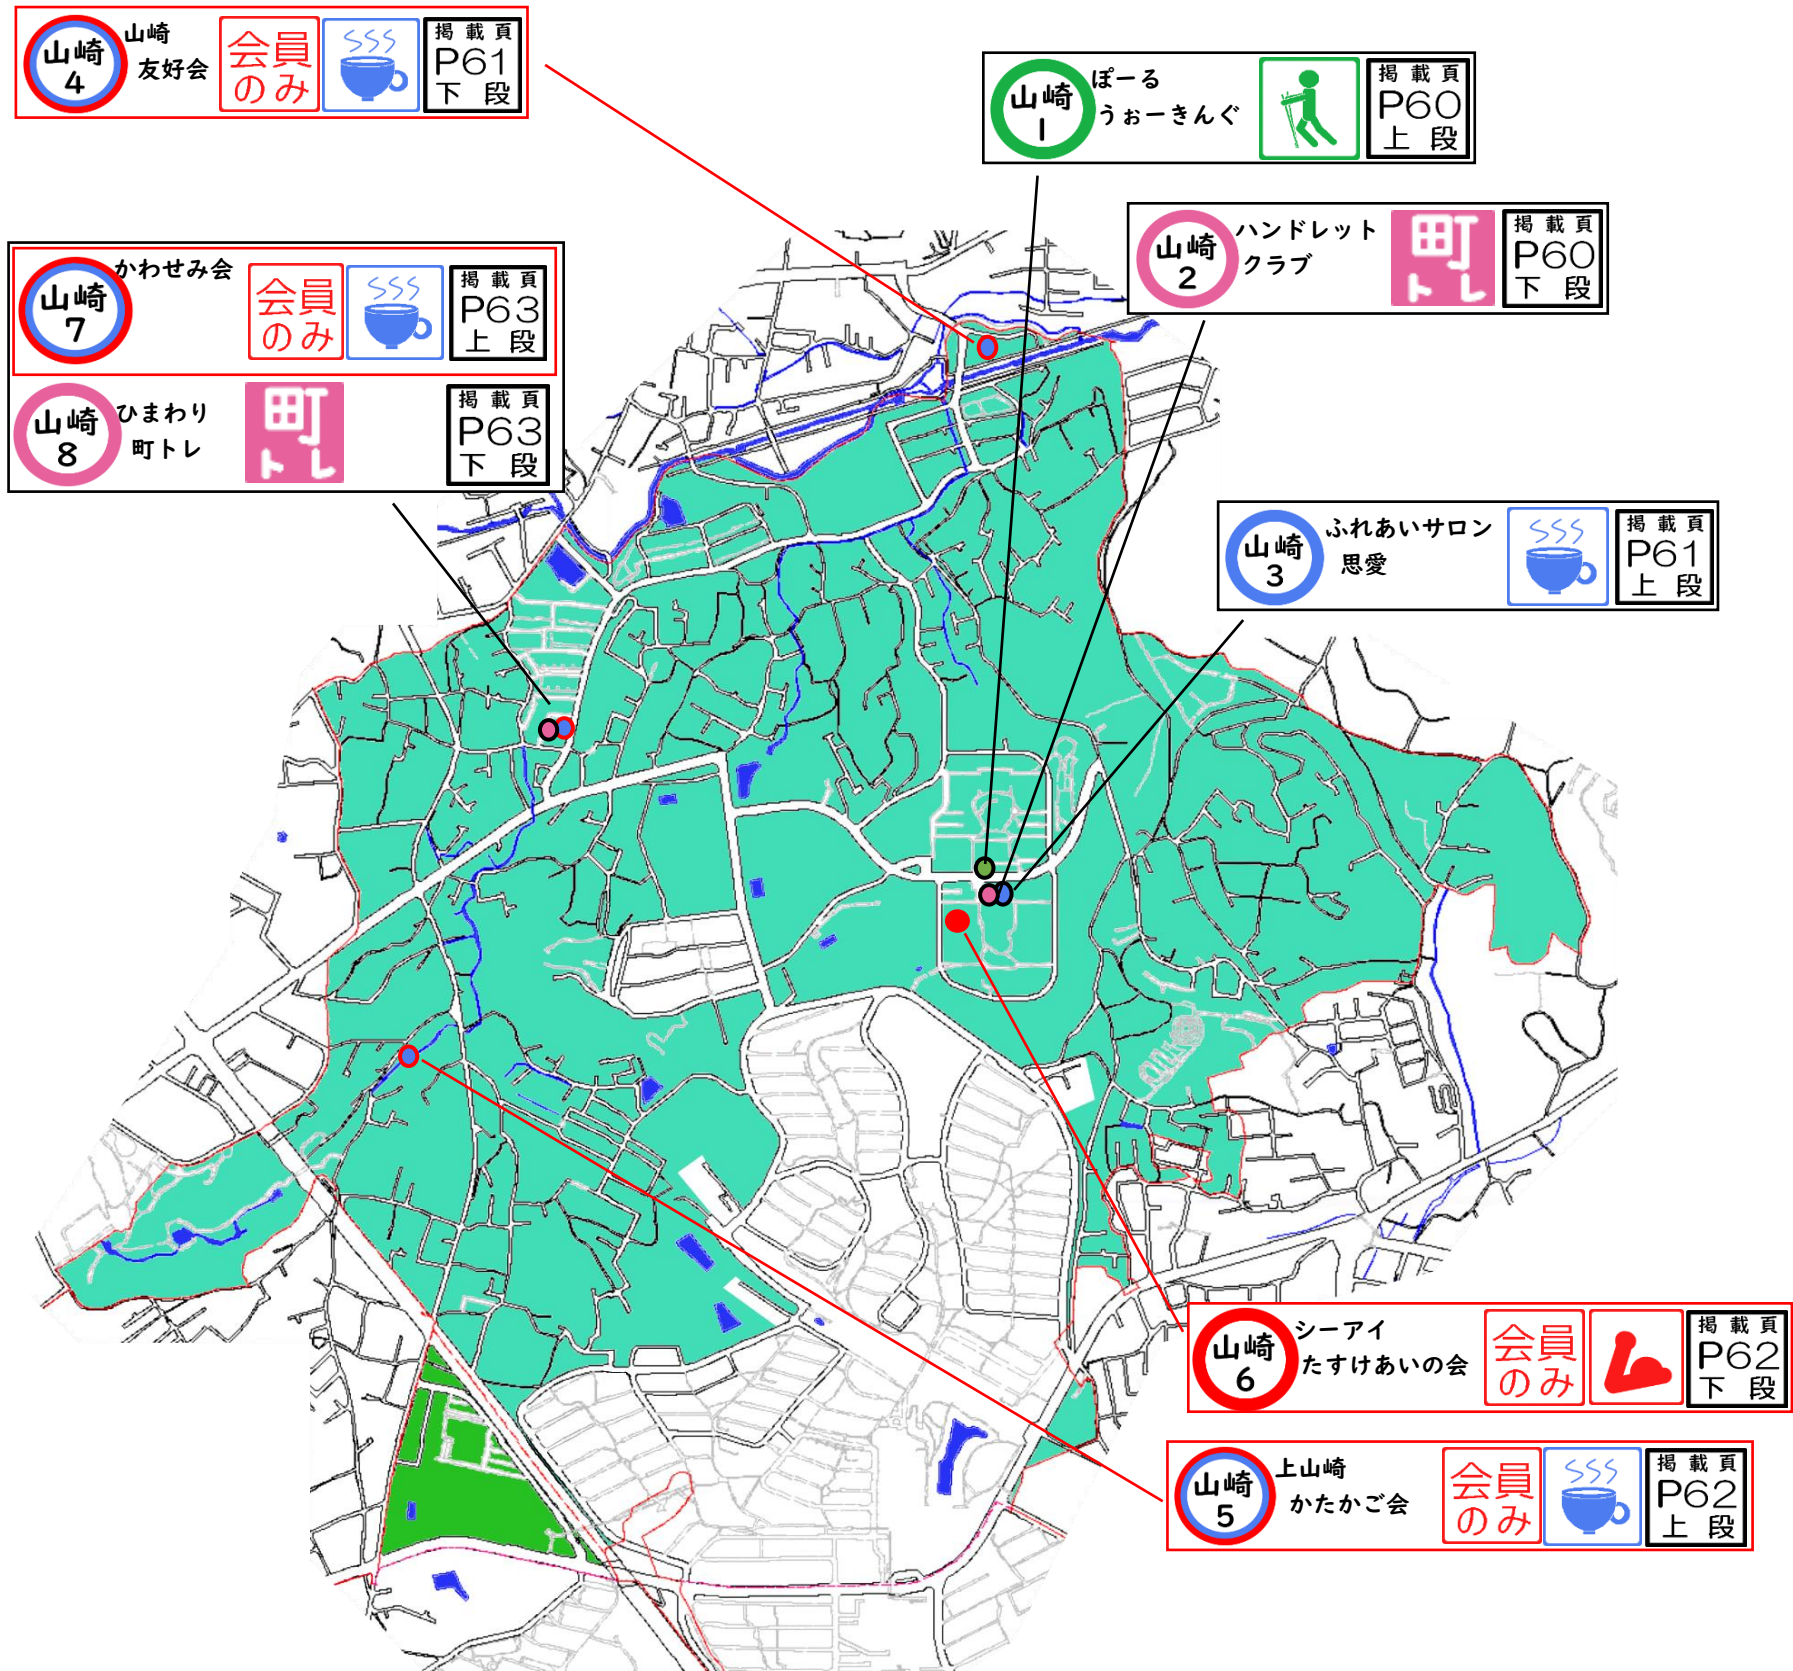 山崎
4
山崎
友好会
会員
のみ
掲載頁
P61
下段
山崎
1
ぽーる
うぉーきんぐ
掲載頁
P60
上段
山崎
2
ハンドレット
クラブ
町
トレ
掲載頁
P60
下段
山崎
7
かわせみ会
会員
のみ
掲載頁
P63
上段
山崎
8
ひまわり
町トレ
町
トレ
掲載頁
P63
下段
山崎
3
ふれあいサロン
思愛
掲載頁
P61
上段
山崎
6
シーアイ
たすけあいの会
会員
のみ
掲載頁
P62
下段
山崎
5
上山崎
かたかご会
会員
のみ
掲載頁
P62
上段